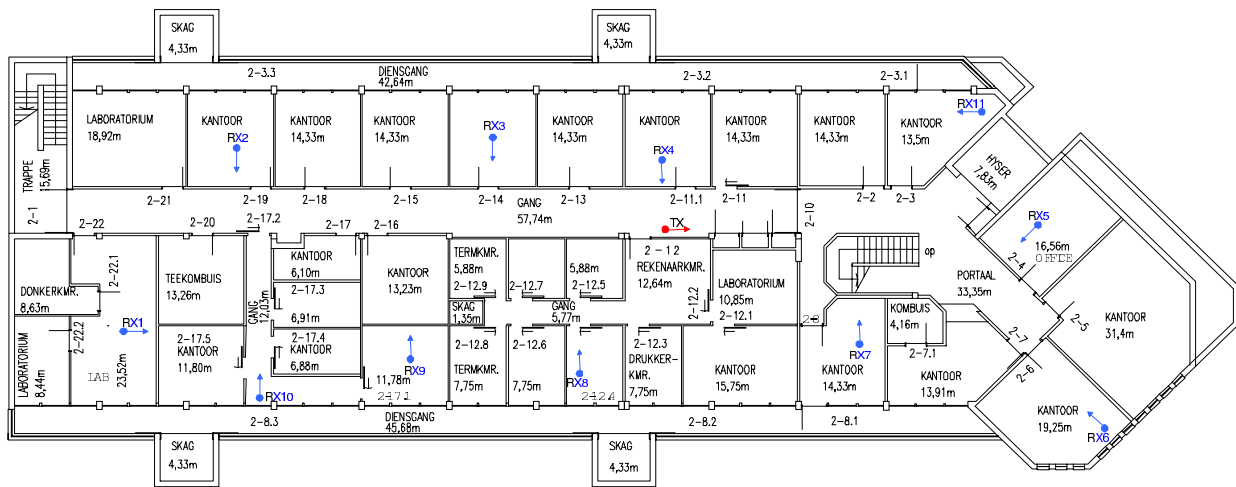 SKAG
4,33m
SKAG
4,33m
2-3.3
DIENSGANG
42,64m
2-3.2
2-3.1
LABORATORIUM
18,92m
KANTOOR
RX2
KANTOOR
14,33m
KANTOOR
14,33m
RX3
KANTOOR
14,33m
KANTOOR
RX4
KANTOOR
14,33m
KANTOOR
14,33m
KANTOOR
13,5m
RX11
HYSER
7,83m
TRAPPE
15,69m
2-1
2-21
2-19
2-18
2-15
2-14
2-13
2-11.1
2-11
2-2
2-3
2-10
GANG
57,74m
2-22
2-20
2-17.2
2-17
2-16
TX
2-12
RX5
16,56m
OFFICE
2-4
DONKERKMR.
8,63m
2-22.1
TEEKOMBUIS
13,26m
GANG
12,03m
KANTOOR
6,10m
2-17.3
6,91m
KANTOOR
13,23m
TERMKMR.
5,88m
2-12.9
2-12.7
5,88m
2-12.5
REKENAARKMR.
12,64m
2-12.2
LABORATORIUM
10,85m
2-12.1
op
PORTAAL
33,35m
2-5
KANTOOR
31,4m
SKAG
1,35m
GANG
5,77m
2-8
KOMBUIS
4,16m
2-7
2-7.1
2-6
LABORATORIUM
8,44m
2-22.2
RX1
LAB
23,52m
2-17.5
KANTOOR
11,80m
2-17.4
KANTOOR
6,88m
RX10
RX9
11,78m
2-17.1
2-12.8
TERMKMR.
7,75m
2-12.6
7,75m
RX8
2-12.4
2-12.3
DRUKKER-
KMR.
7,75m
KANTOOR
15,75m
RX7
KANTOOR
14,33m
KANTOOR
13,91m
KANTOOR
19,25m
RX6
2-8.3
DIENSGANG
45,68m
2-8.2
2-8.1
SKAG
4,33m
SKAG
4,33m